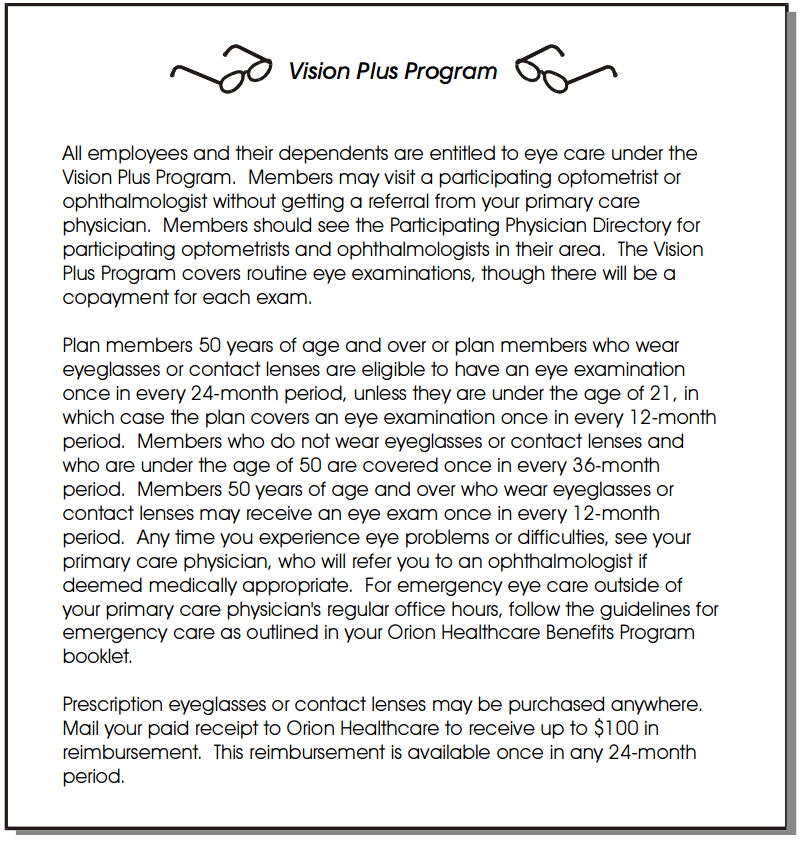 Vision Plus Program
All employees and their dependents are entitled to eye care under the
Vision Plus Program.  Members may visit a participating optometrist or
ophthalmologist without getting a referral from your primary care
physician.  Members should see the Participating Physician Directory for
participating optometrists and ophthalmologists in their area.  The Vision
Plus Program covers routine eye examinations, though there will be a
copayment for each exam.
Plan members 50 years of age and over or plan members who wear
eyeglasses or contact lenses are eligible to have an eye examination
once in every 24-month period, unless they are under the age of 21, in
which case the plan covers an eye examination once in every 12-month
period.  Members who do not wear eyeglasses or contact lenses and
who are under the age of 50 are covered once in every 36-month
period.  Members 50 years of age and over who wear eyeglasses or
contact lenses may receive an eye exam once in every 12-month
period.  Any time you experience eye problems or difficulties, see your
primary care physician, who will refer you to an ophthalmologist if
deemed medically appropriate.  For emergency eye care outside of
your primary care physician's regular office hours, follow the guidelines for
emergency care as outlined in your Orion Healthcare Benefits Program
booklet.
Prescription eyeglasses or contact lenses may be purchased anywhere.
Mail your paid receipt to Orion Healthcare to receive up to $100 in
reimbursement.  This reimbursement is available once in any 24-month
period.